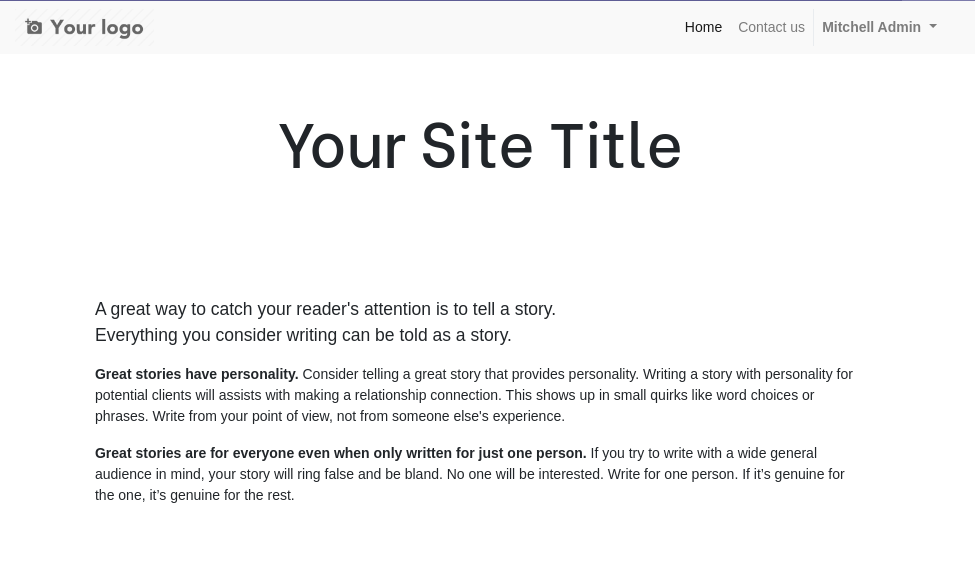 Your logo
Home Contact us Mitchell Admin
Your Site Title
A great way to catch your reader's attention is to tell a story.
Everything you consider writing can be told as a story.
Great stories have personality. Consider telling a great story that provides personality. Writing a story with personality for
potential clients will assists with making a relationship connection. This shows up in small quirks like word choices or
phrases. Write from your point of view, not from someone else's experience.
Great stories are for everyone even when only written for just one person. If you try to write with a wide general
audience in mind, your story will ring false and be bland. No one will be interested. Write for one person. If it’s genuine for
the one, it’s genuine for the rest.